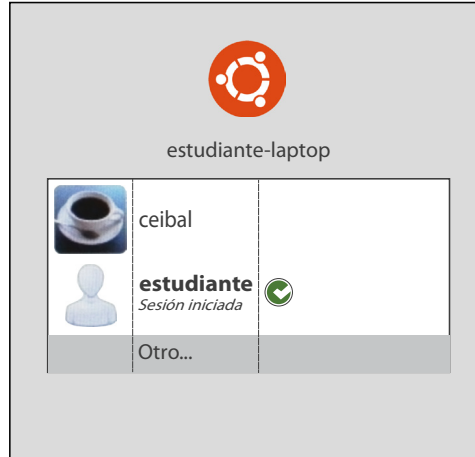 estudiante-laptop
ceibal
estudiante
Sesión iniciada
Otro...